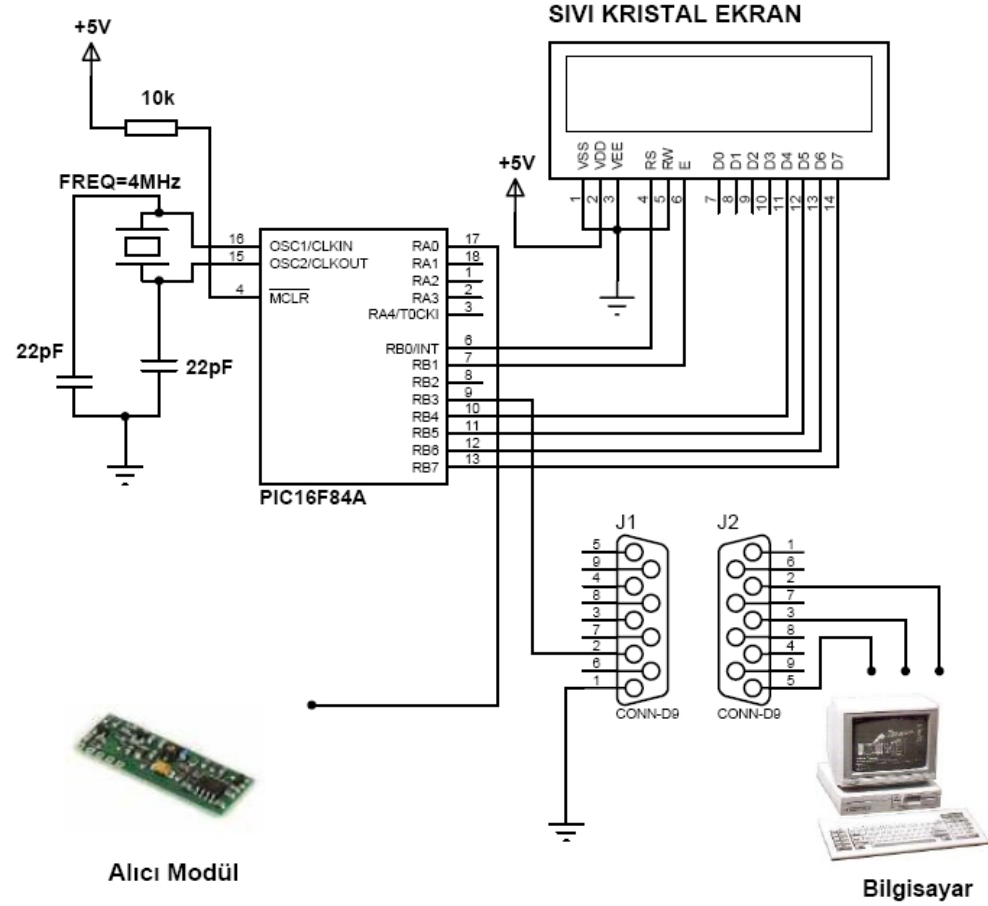 SIVI KRİSTAL EKRAN
+5V
10k
FREQ=4MHz
+5V
VSS
VDD
VEE
RS
RW
E
D0
D1
D2
D3
D4
D5
D6
D7
1
2
3
4
5
6
7
8
9
10
11
12
13
14
16
OSC1/CLKIN
15
OSC2/CLKOUT
4
MCLR
RA0
17
RA1
18
RA2
1
RA3
2
RA4/T0CKI
3
RB0/INT
6
RB1
7
RB2
8
RB3
9
RB4
10
RB5
11
RB6
12
RB7
13
22pF
22pF
PIC16F84A
J1
5
9
4
8
3
7
2
6
1
CONN-D9
J2
1
6
2
7
3
8
4
9
5
CONN-D9
Alıcı Modül
Bilgisayar